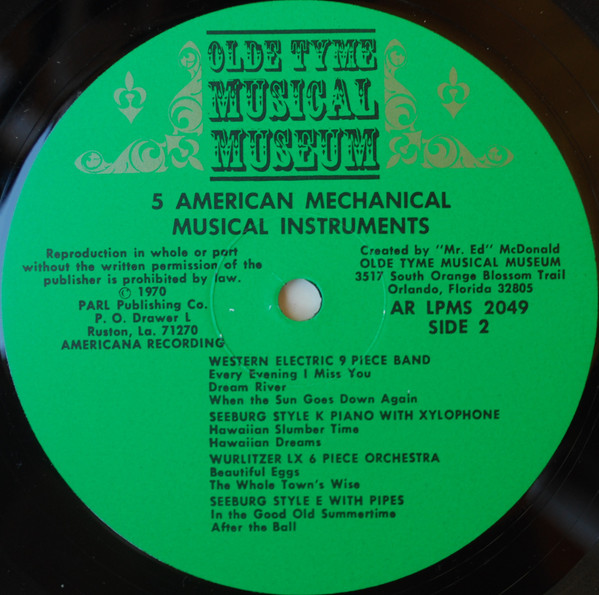 OLDE TYME
MUSICAL
MUSEUM
5 AMERICAN MECHANICAL
MUSICAL INSTRUMENTS
Reproduction in whole or part
without the written permission of the
publisher is prohibited by law.
© 1970
PARL Publishing Co.
P. O. Drawer L
Ruston, La. 71270
AMERICANA RECORDING
Created by "Mr. Ed" McDonald
OLDE TYME MUSICAL MUSEUM
3517 South Orange Blossom Trail
Orlando, Florida 32805
AR LPMS 2049
SIDE 2
WESTERN ELECTRIC 9 PIECE BAND
Every Evening I Miss You
Dream River
When the Sun Goes Down Again
SEEBURG STYLE K PIANO WITH XYLOPHONE
Hawaiian Slumber Time
Hawaiian Dreams
WURLITZER LX 6 PIECE ORCHESTRA
Beautiful Eggs
The Whole Town's Wise
SEEBURG STYLE E WITH PIPES
In the Good Old Summertime
After the Ball